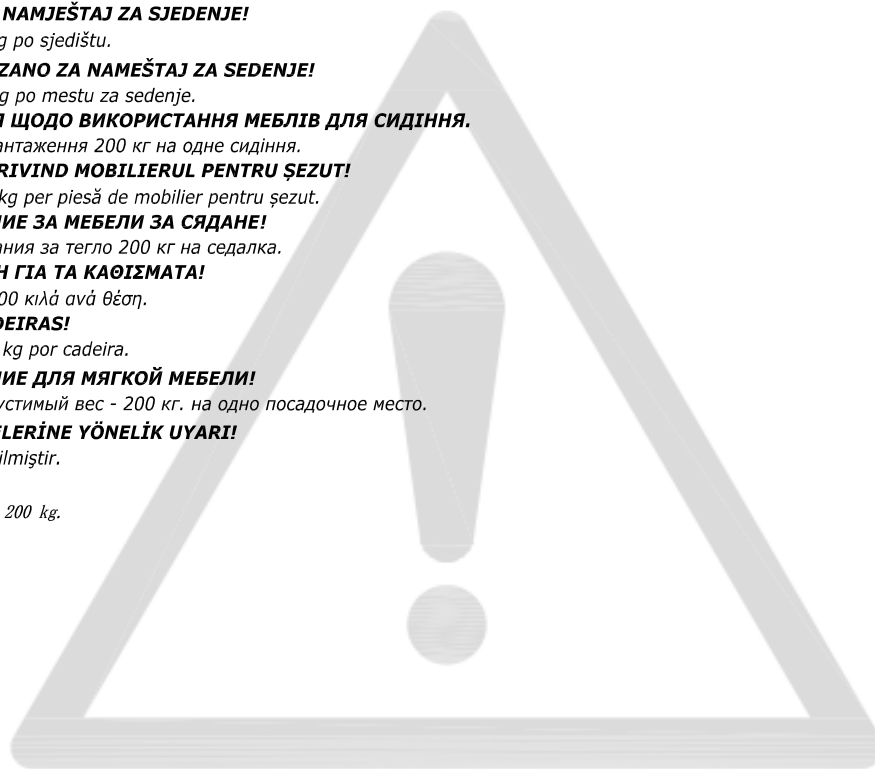 NAMJEŠTAJ ZA SJEDENJE!
g po sjedištu.
ZANO ZA NAMEŠTAJ ZA SEDENJE!
g po mestu za sedenje.
ЩОДО ВИКОРИСТАННЯ МЕБЛІВ ДЛЯ СИДІННЯ.
антаження 200 кг на одне сидіння.
RIVIND MOBILIERUL PENTRU ȘEZUT!
kg per piesă de mobilier pentru șezut.
ИЕ ЗА МЕБЕЛИ ЗА СЯДАНЕ!
ания за тегло 200 кг на седалка.
Η ΓΙΑ ΤΑ ΚΑΘΙΣΜΑΤΑ!
00 κιλά ανά θέση.
DEIRAS!
kg por cadeira.
ИЕ ДЛЯ МЯГКОЙ МЕБЕЛИ!
устимый вес - 200 кг. на одно посадочное место.
LERİNE YÖNELİK UYARI!
ilmiştir.
200 kg.